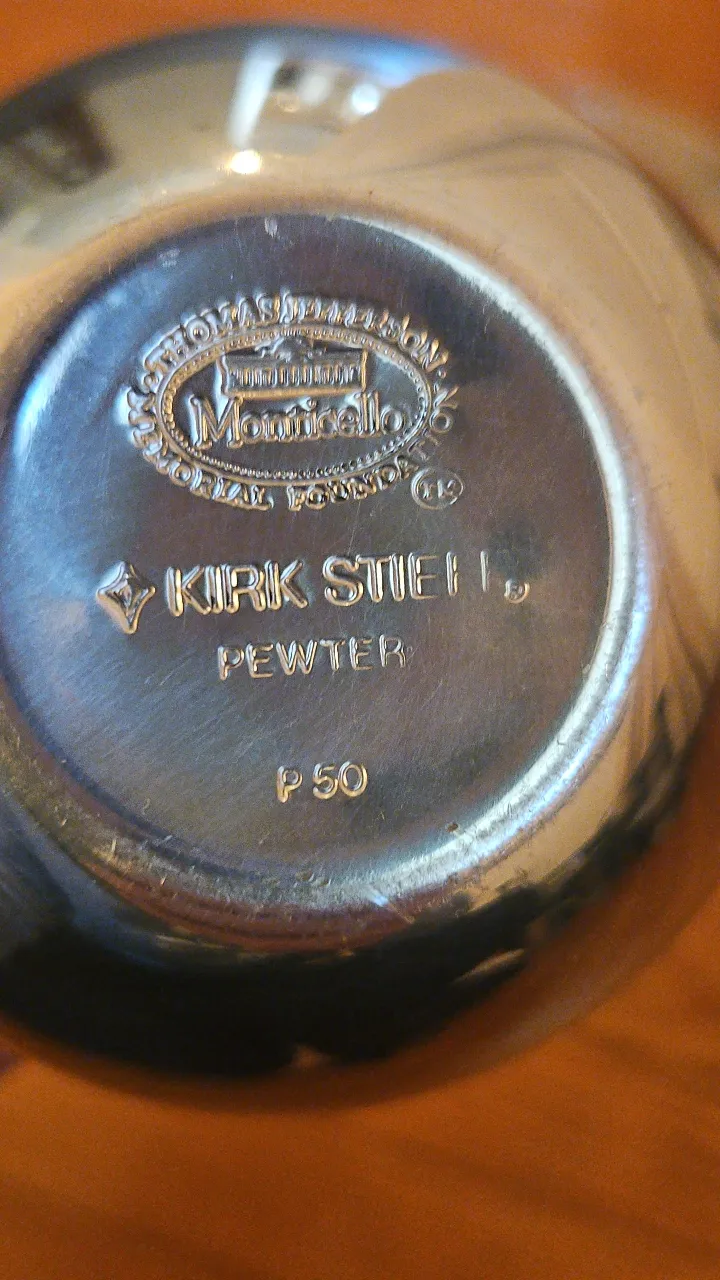 THOMAS JEFFERSON
Monticello
MEMORIAL FOUNDATION
KIRK STIEFF®
PEWTER
P 50